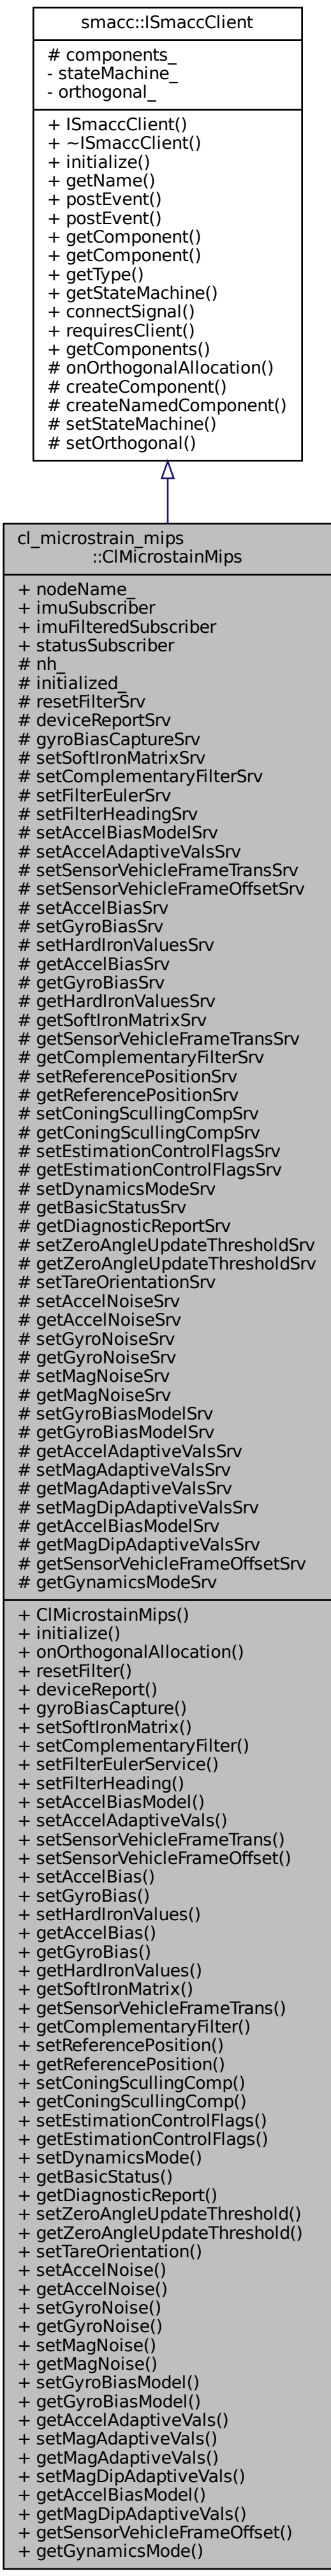 smacc::ISmaccClient
# components_
- stateMachine_
- orthogonal_
+ ISmaccClient()
+ ~ISmaccClient()
+ initialize()
+ getName()
+ postEvent()
+ postEvent()
+ getComponent()
+ getComponent()
+ getType()
+ getStateMachine()
+ connectSignal()
+ requiresClient()
+ getComponents()
# onOrthogonalAllocation()
# createComponent()
# createNamedComponent()
# setStateMachine()
# setOrthogonal()
cl_microstrain_mips
::ClMicrostainMips
+ nodeName_
+ imuSubscriber
+ imuFilteredSubscriber
+ statusSubscriber
# nh_
# initialized_
# resetFilterSrv
# deviceReportSrv
# gyroBiasCaptureSrv
# setSoftIronMatrixSrv
# setComplementaryFilterSrv
# setFilterEulerSrv
# setFilterHeadingSrv
# setAccelBiasModelSrv
# setAccelAdaptiveValsSrv
# setSensorVehicleFrameTransSrv
# setSensorVehicleFrameOffsetSrv
# setAccelBiasSrv
# setGyroBiasSrv
# setHardIronValuesSrv
# getAccelBiasSrv
# getGyroBiasSrv
# getHardIronValuesSrv
# getSoftIronMatrixSrv
# getSensorVehicleFrameTransSrv
# getComplementaryFilterSrv
# setReferencePositionSrv
# getReferencePositionSrv
# setConingScullingCompSrv
# getConingScullingCompSrv
# setEstimationControlFlagsSrv
# getEstimationControlFlagsSrv
# setDynamicsModeSrv
# getBasicStatusSrv
# getDiagnosticReportSrv
# setZeroAngleUpdateThresholdSrv
# getZeroAngleUpdateThresholdSrv
# setTareOrientationSrv
# setAccelNoiseSrv
# getAccelNoiseSrv
# setGyroNoiseSrv
# getGyroNoiseSrv
# setMagNoiseSrv
# getMagNoiseSrv
# setGyroBiasModelSrv
# getGyroBiasModelSrv
# getAccelAdaptiveValsSrv
# setMagAdaptiveValsSrv
# getMagAdaptiveValsSrv
# setMagDipAdaptiveValsSrv
# getAccelBiasModelSrv
# getMagDipAdaptiveValsSrv
# getSensorVehicleFrameOffsetSrv
# getGynamicsModeSrv
+ ClMicrostainMips()
+ initialize()
+ onOrthogonalAllocation()
+ resetFilter()
+ deviceReport()
+ gyroBiasCapture()
+ setSoftIronMatrix()
+ setComplementaryFilter()
+ setFilterEulerService()
+ setFilterHeading()
+ setAccelBiasModel()
+ setAccelAdaptiveVals()
+ setSensorVehicleFrameTrans()
+ setSensorVehicleFrameOffset()
+ setAccelBias()
+ setGyroBias()
+ setHardIronValues()
+ getAccelBias()
+ getGyroBias()
+ getHardIronValues()
+ getSoftIronMatrix()
+ getSensorVehicleFrameTrans()
+ getComplementaryFilter()
+ setReferencePosition()
+ getReferencePosition()
+ setConingScullingComp()
+ getConingScullingComp()
+ setEstimationControlFlags()
+ getEstimationControlFlags()
+ setDynamicsMode()
+ getBasicStatus()
+ getDiagnosticReport()
+ setZeroAngleUpdateThreshold()
+ getZeroAngleUpdateThreshold()
+ setTareOrientation()
+ setAccelNoise()
+ getAccelNoise()
+ setGyroNoise()
+ getGyroNoise()
+ setMagNoise()
+ getMagNoise()
+ setGyroBiasModel()
+ getGyroBiasModel()
+ getAccelAdaptiveVals()
+ setMagAdaptiveVals()
+ getMagAdaptiveVals()
+ setMagDipAdaptiveVals()
+ getAccelBiasModel()
+ getMagDipAdaptiveVals()
+ getSensorVehicleFrameOffset()
+ getGynamicsMode()